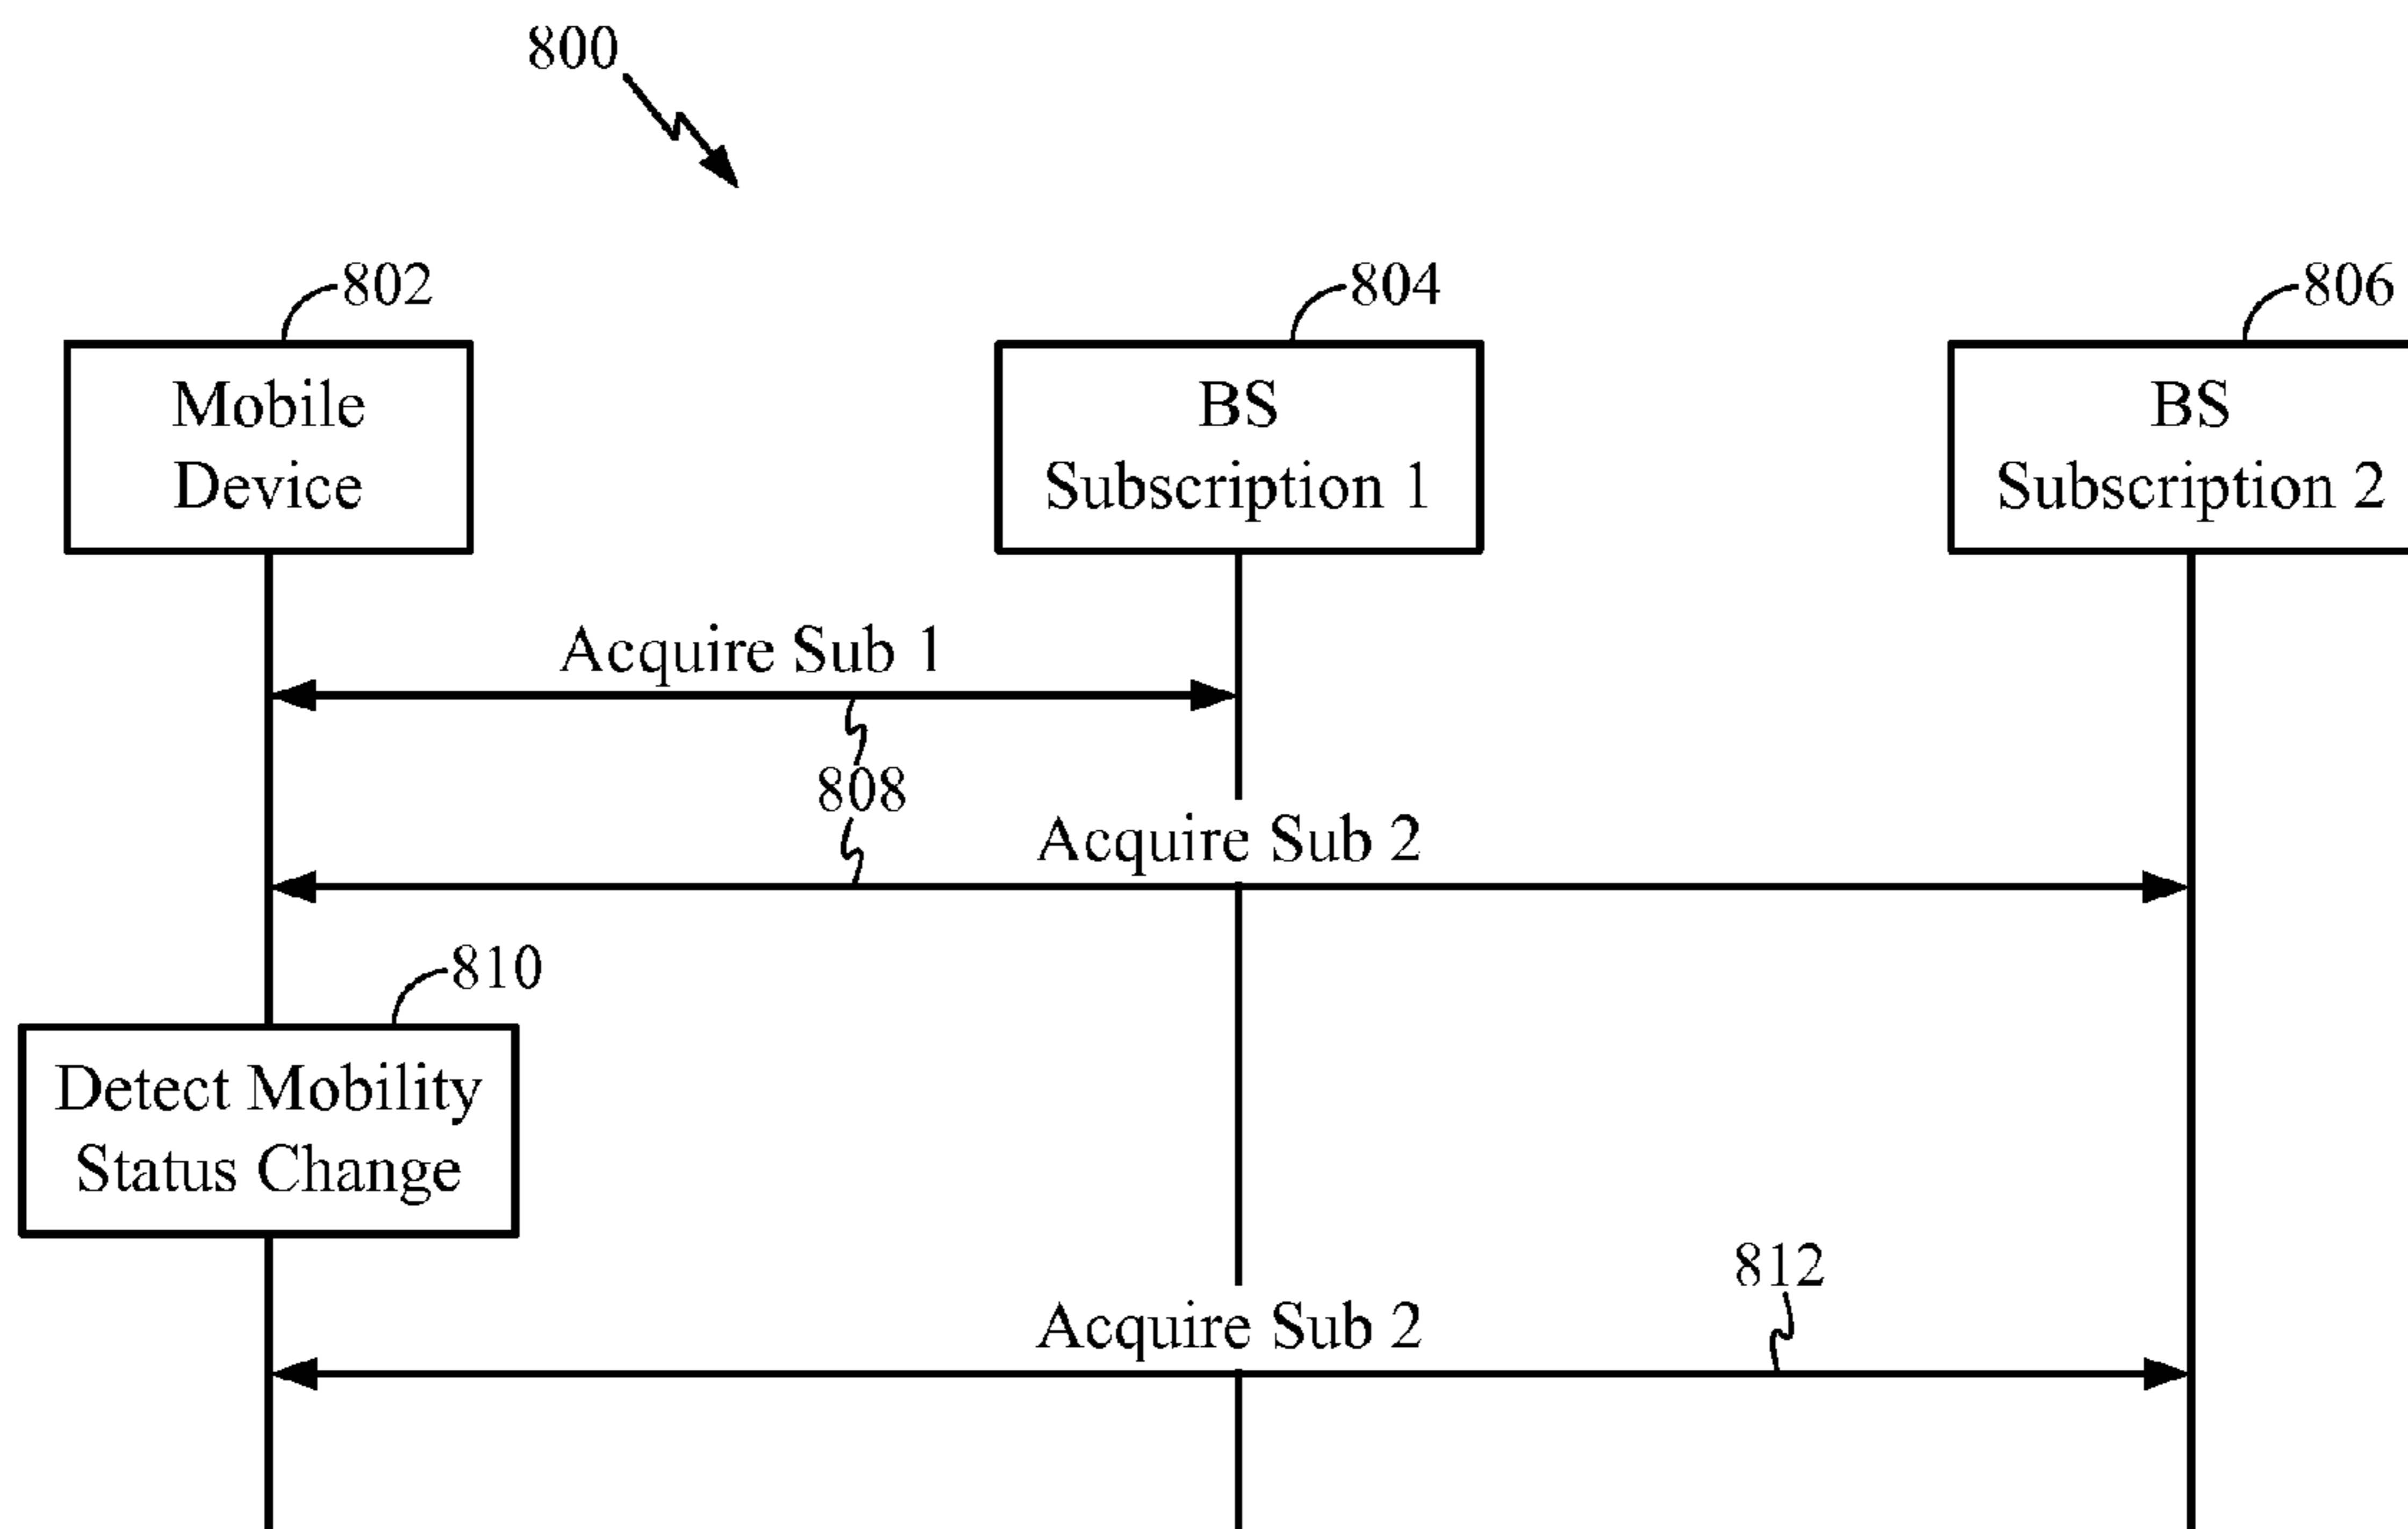 800
802
804
806
Mobile
Device
BS
Subscription 1
BS
Subscription 2
Acquire Sub 1
808
Acquire Sub 2
810
Detect Mobility
Status Change
812
Acquire Sub 2